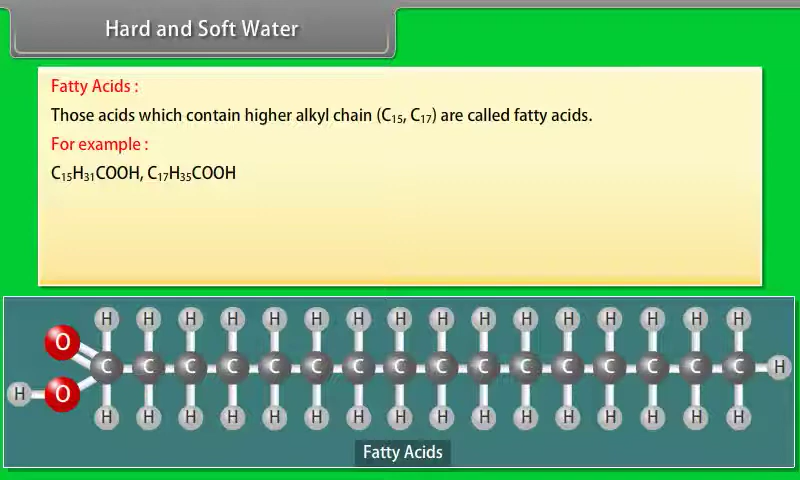 Hard and Soft Water
Fatty Acids :
Those acids which contain higher alkyl chain (C₁₅, C₁₇) are called fatty acids.
For example :
C₁₅H₃₁COOH, C₁₇H₃₅COOH
H H H H H H H H H H H H H H H H
O
C C C C C C C C C C C C C C C C H
H O
H H H H H H H H H H H H H H H H
Fatty Acids